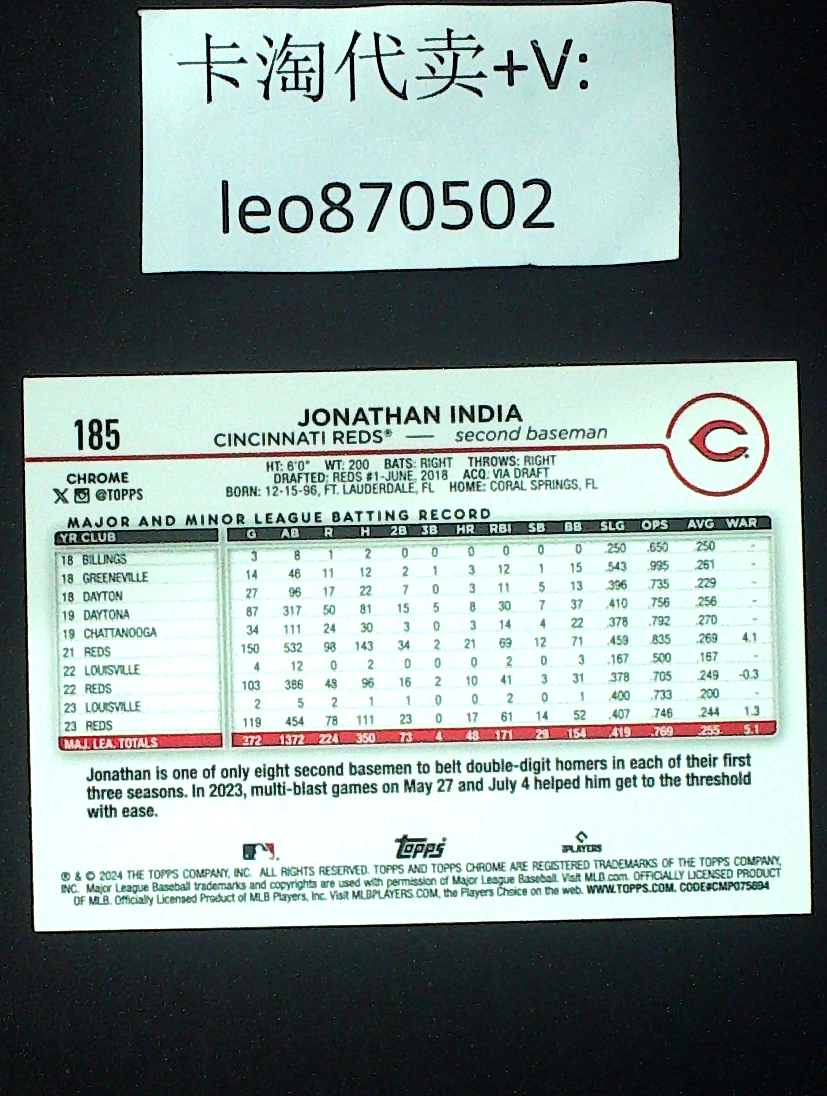 卡淘代卖+V:
leo870502
185
JONATHAN INDIA
CINCINNATI REDS® — second baseman
C
CHROME
X @TOPPS
HT: 6'0" WT: 200 BATS: RIGHT THROWS: RIGHT
DRAFTED: REDS #1-JUNE, 2018 ACQ: VIA DRAFT
BORN: 12-15-96, FT. LAUDERDALE, FL HOME: CORAL SPRINGS, FL
MAJOR AND MINOR LEAGUE BATTING RECORD
YR CLUB G AB R H 2B 3B HR RBI SB BB SLG OPS AVG WAR
18 BILLINGS 3 8 1 2 0 0 0 0 0 0 .250 .650 .250 -
18 GREENEVILLE 14 46 11 12 2 1 3 12 1 15 .543 .995 .261 -
18 DAYTON 27 96 17 22 7 0 3 11 5 13 .396 .735 .229 -
19 DAYTONA 87 317 50 81 15 5 8 30 7 37 .410 .756 .256 -
19 CHATTANOOGA 34 111 24 30 3 0 3 14 4 22 .378 .792 .270 -
21 REDS 150 532 98 143 34 2 21 69 12 71 .459 .835 .269 4.1
22 LOUISVILLE 4 12 0 2 0 0 0 2 0 3 .167 .500 .167 -
22 REDS 103 386 48 96 16 2 10 41 3 31 .378 .705 .249 -0.3
23 LOUISVILLE 2 5 2 1 1 0 0 2 0 1 .400 .733 .200 -
23 REDS 119 454 78 111 23 0 17 61 14 52 .407 .746 .244 1.3
MAJ. LEA. TOTALS 372 1372 224 350 73 4 48 171 29 154 .419 .769 .255 5.1
Jonathan is one of only eight second basemen to belt double-digit homers in each of their first
three seasons. In 2023, multi-blast games on May 27 and July 4 helped him get to the threshold
with ease.
topps PLAYERS
® & © 2024 THE TOPPS COMPANY, INC. ALL RIGHTS RESERVED. TOPPS AND TOPPS CHROME ARE REGISTERED TRADEMARKS OF THE TOPPS COMPANY,
INC. Major League Baseball trademarks and copyrights are used with permission of Major League Baseball. Visit MLB.com. OFFICIALLY LICENSED PRODUCT
OF MLB. Officially Licensed Product of MLB Players, Inc. Visit MLBPLAYERS.COM, the Players Choice on the web. WWW.TOPPS.COM. CODE#CMP075694